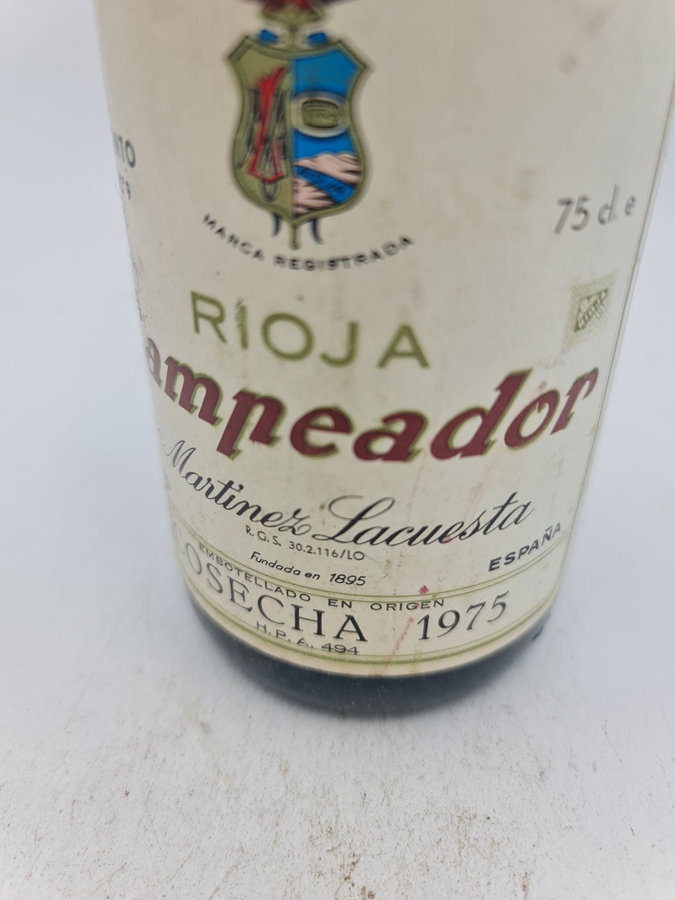 MARCA REGISTRADA
75 cl. e
RIOJA
ampeador
Martinez Lacuesta
R. G. S. 30.2.116/LO
Fundada en 1895
ESPAÑA
EMBOTELLADO EN ORIGEN
COSECHA 1975
H. P. A. 494